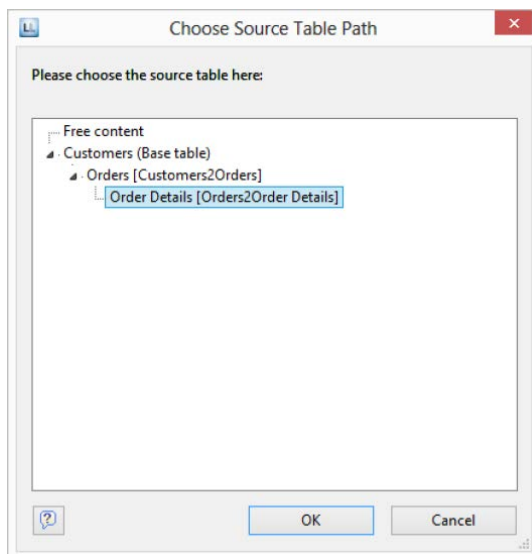 Choose Source Table Path
Please choose the source table here:
Free content
Customers (Base table)
Orders [Customers2Orders]
Order Details [Orders2Order Details]
OK
Cancel